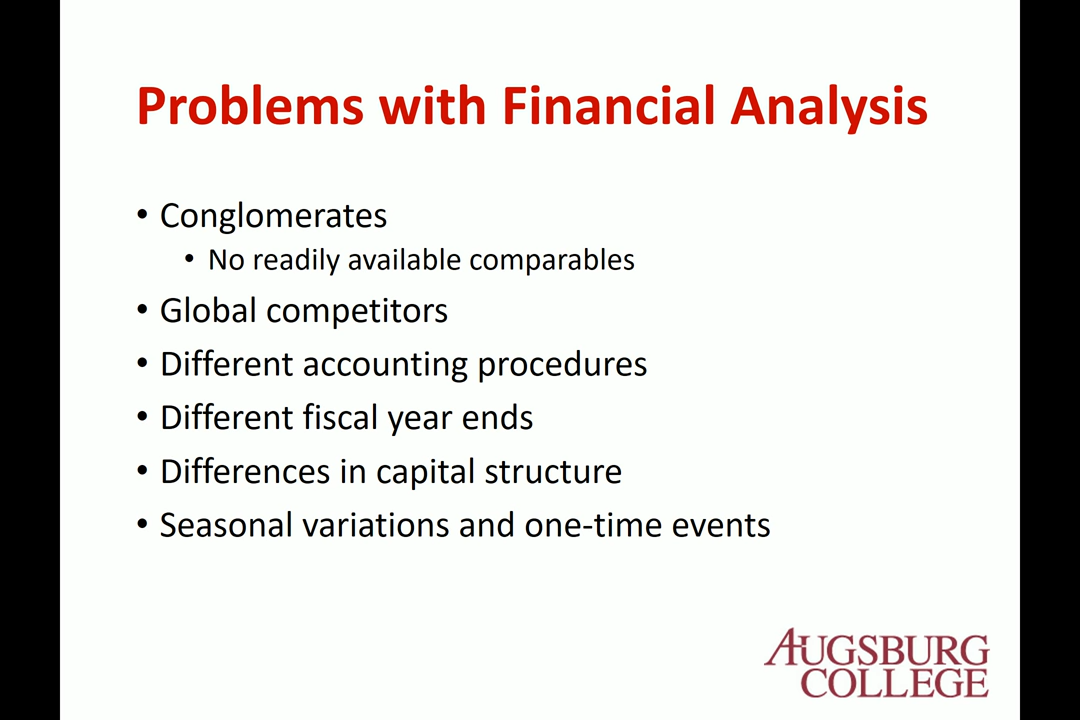 Problems with Financial Analysis
• Conglomerates
• No readily available comparables
• Global competitors
• Different accounting procedures
• Different fiscal year ends
• Differences in capital structure
• Seasonal variations and one-time events
AUGSBURG
COLLEGE